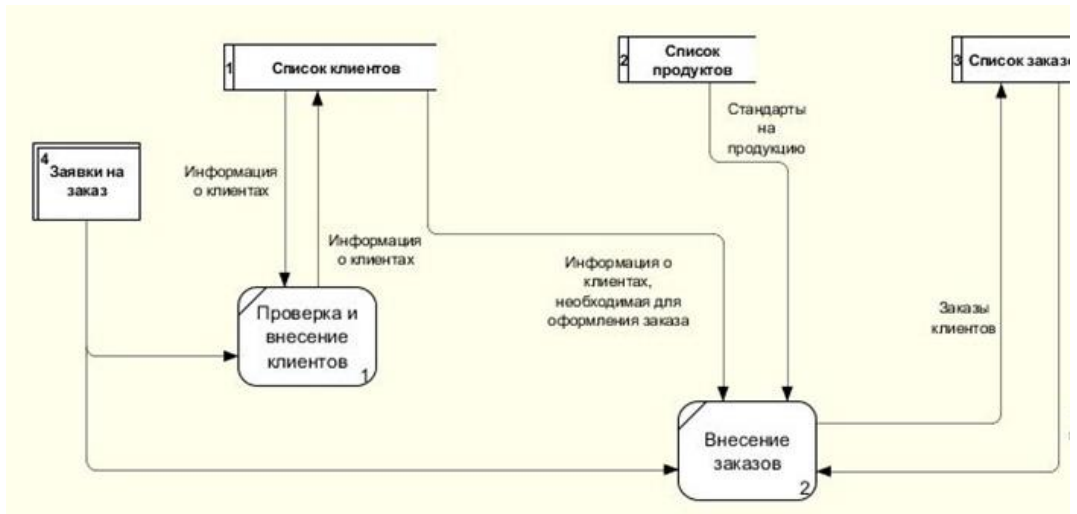 1
Список клиентов
2
Список
продуктов
3
4
Заявки на
заказ
Стандарты
на
продукцию
Информация
о клиентах
Информация
о клиентах
Информация о
клиентах,
необходимая для
оформления заказа
Проверка и
внесение
клиентов
1
Заказы
клиентов
Внесение
заказов
2
Список